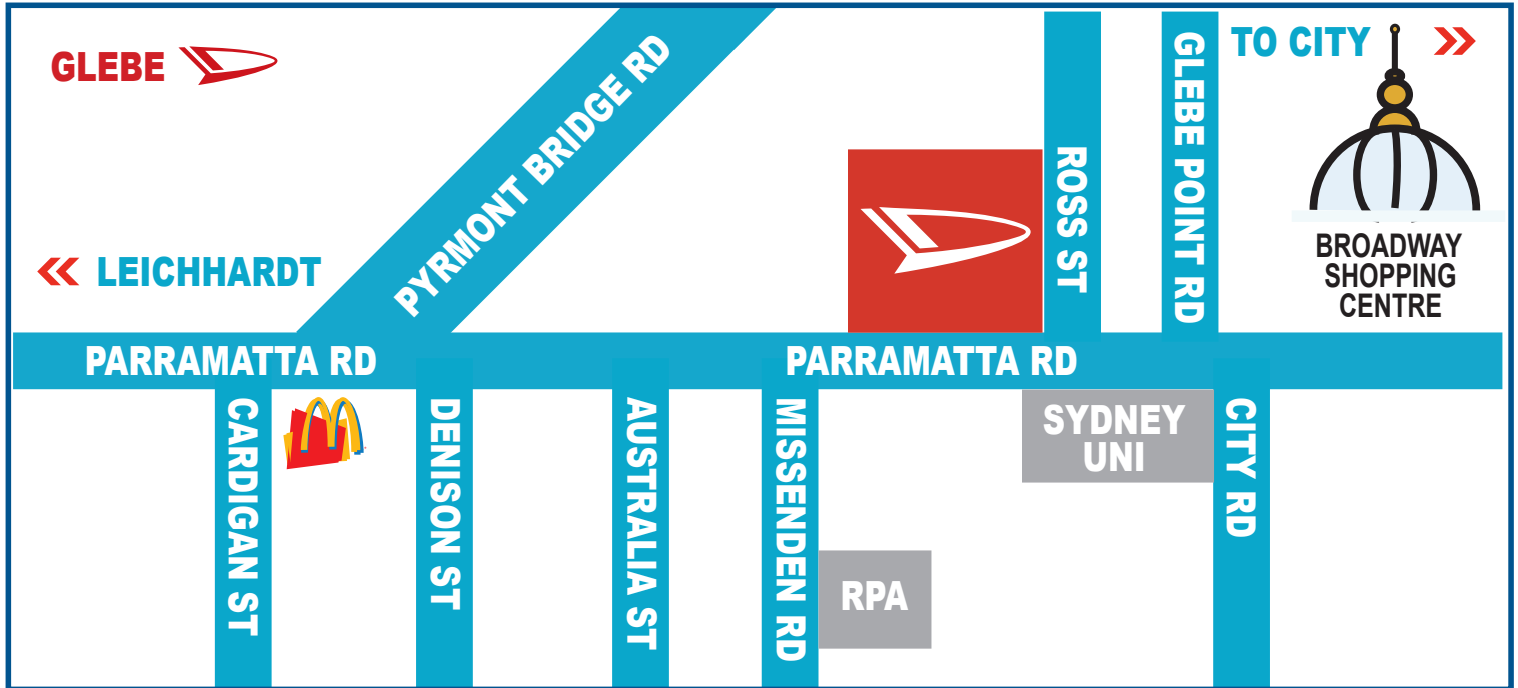 GLEBE
TO CITY
PYRMONT BRIDGE RD
ROSS ST
GLEBE POINT RD
LEICHHARDT
BROADWAY
SHOPPING
CENTRE
PARRAMATTA RD
PARRAMATTA RD
CARDIGAN ST
DENISON ST
AUSTRALIA ST
MISSENDEN RD
SYDNEY
UNI
CITY RD
RPA